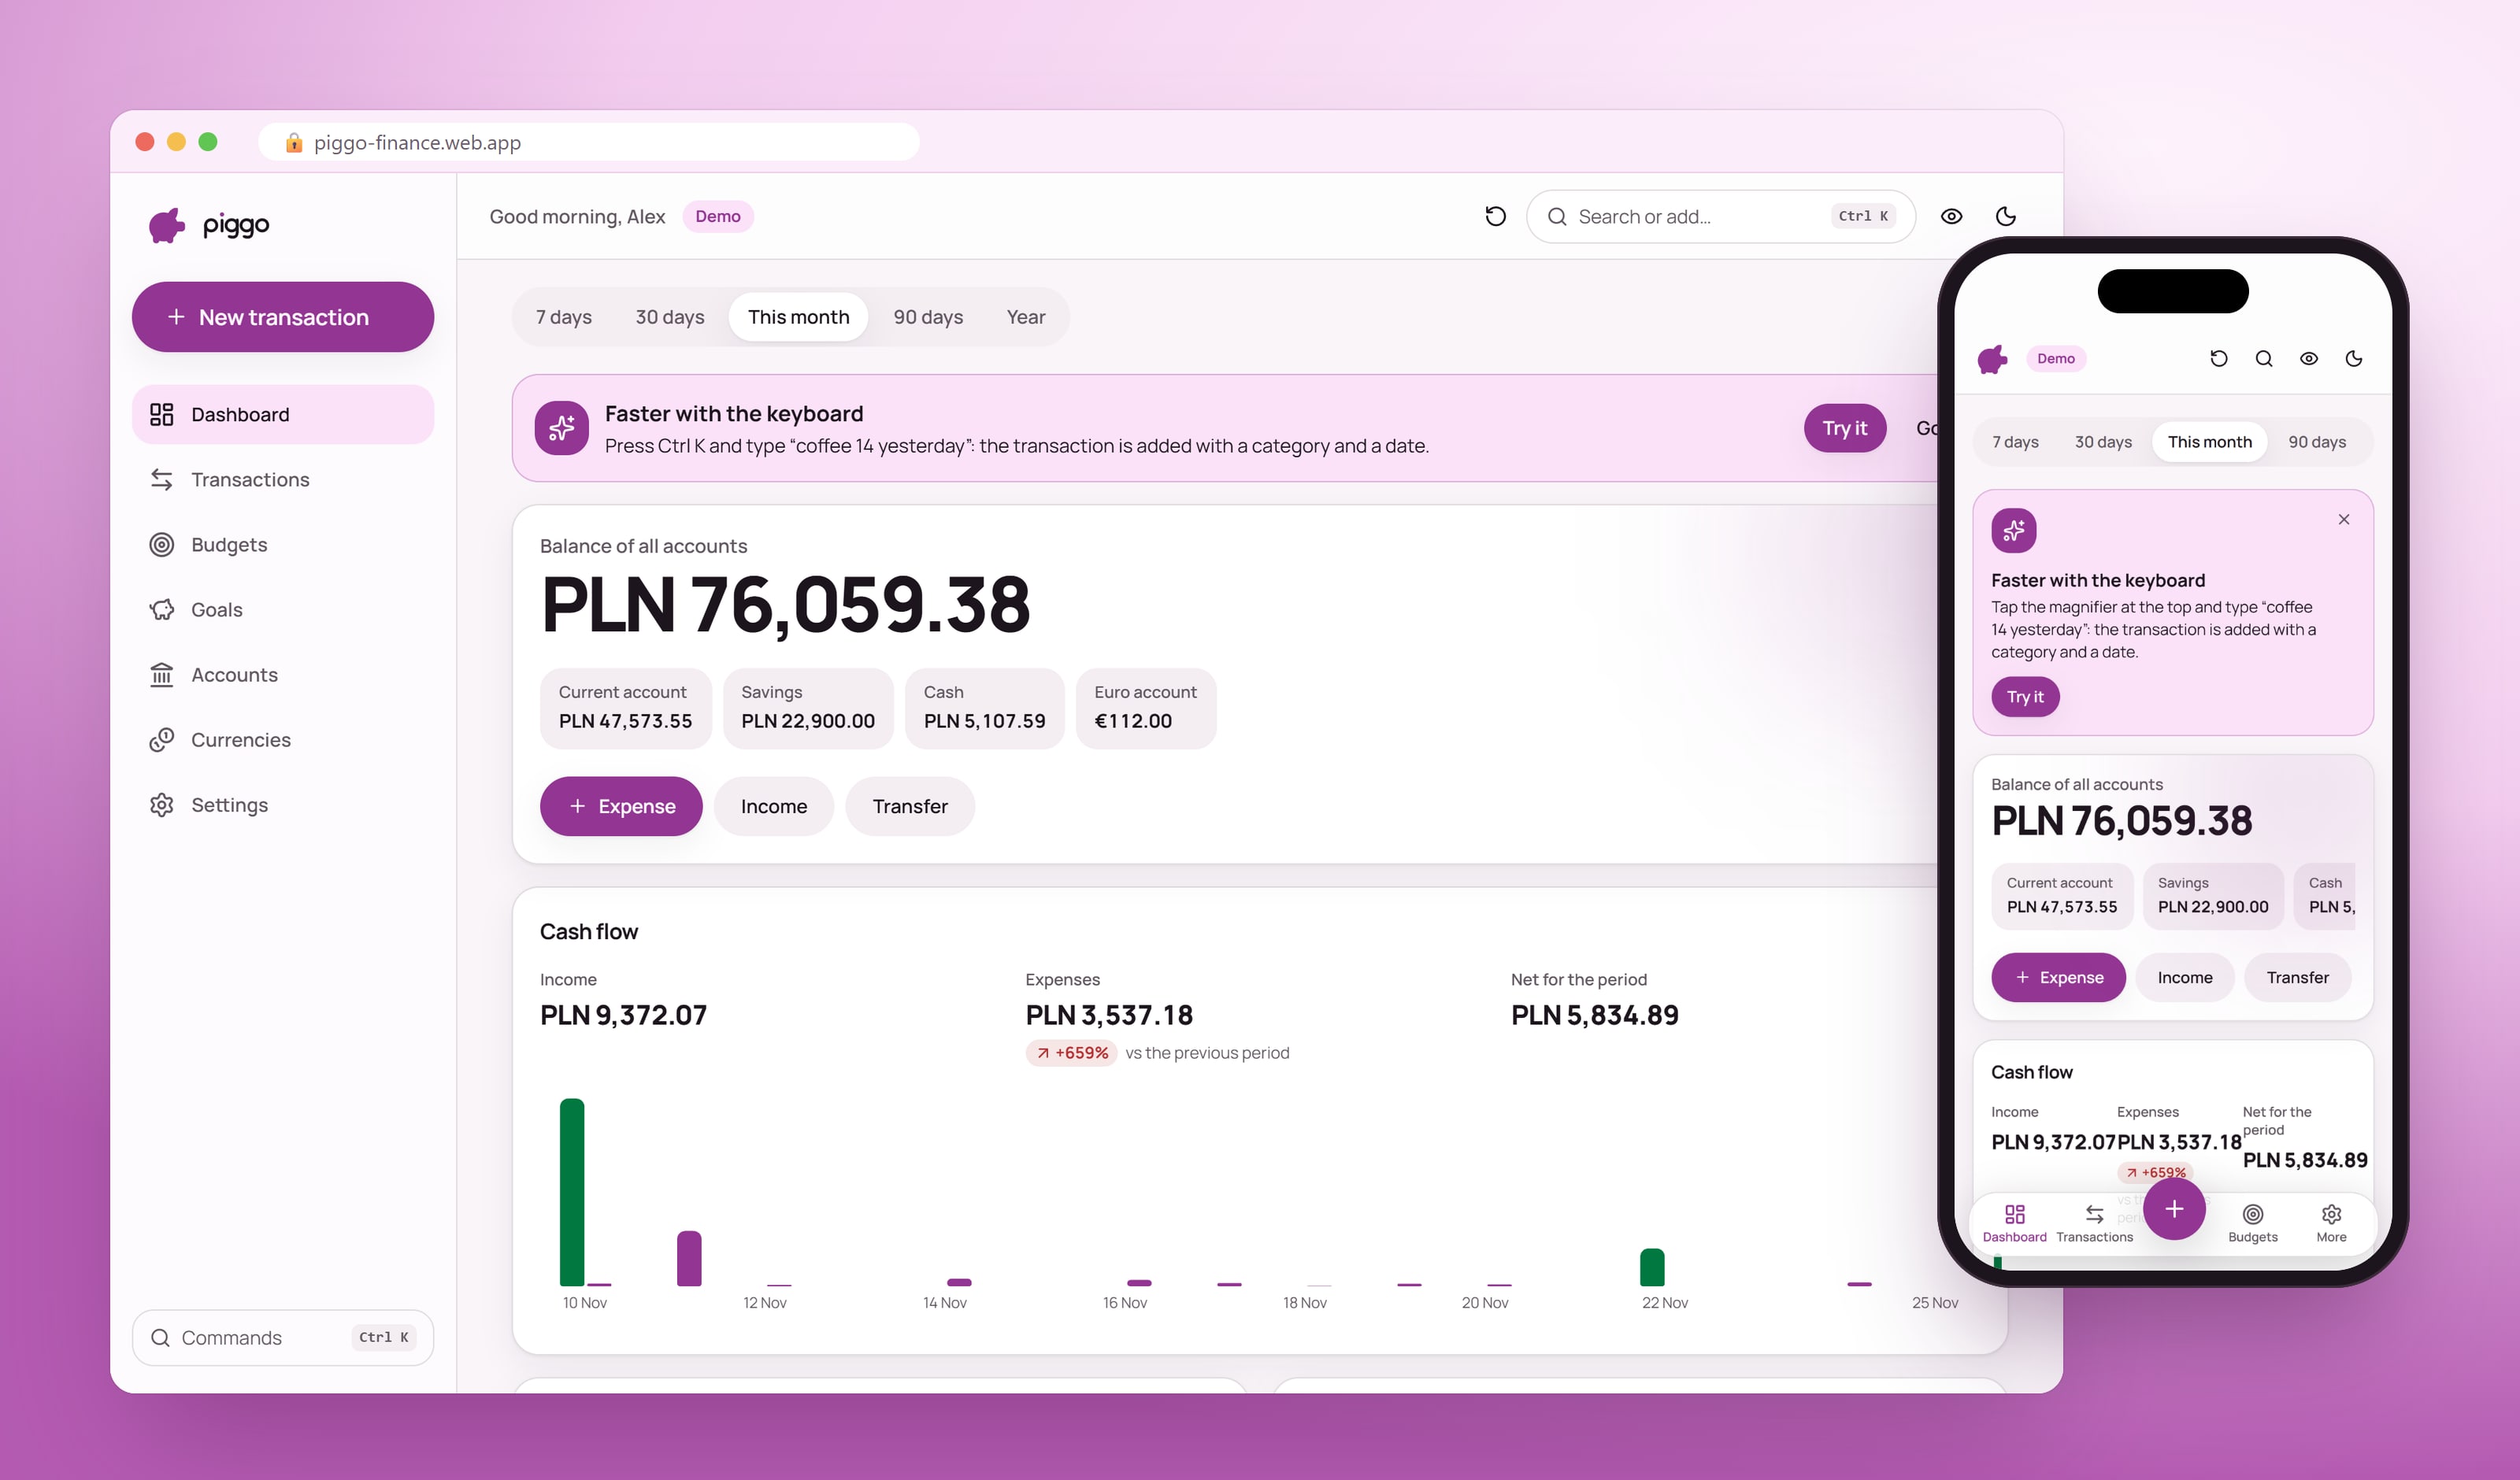 piggo-finance.web.app
piggo
Good morning, Alex Demo
Search or add... Ctrl K
New transaction
Dashboard
Transactions
Budgets
Goals
Accounts
Currencies
Settings
Commands Ctrl K
7 days 30 days This month 90 days Year
Faster with the keyboard
Press Ctrl K and type “coffee 14 yesterday”: the transaction is added with a category and a date.
Try it
Balance of all accounts
PLN 76,059.38
Current account Savings Cash Euro account
PLN 47,573.55 PLN 22,900.00 PLN 5,107.59 €112.00
+ Expense Income Transfer
Cash flow
Income Expenses Net for the period
PLN 9,372.07 PLN 3,537.18 PLN 5,834.89
+659% vs the previous period
10 Nov 12 Nov 14 Nov 16 Nov 18 Nov 20 Nov 22 Nov 25 Nov
Demo
7 days 30 days This month 90 days
Faster with the keyboard
Tap the magnifier at the top and type “coffee
14 yesterday”: the transaction is added with a
category and a date.
Try it
Balance of all accounts
PLN 76,059.38
Current account Savings Cash
PLN 47,573.55 PLN 22,900.00 PLN 5,
+ Expense Income Transfer
Cash flow
Income Expenses Net for the
period
PLN 9,372.07 PLN 3,537.18
PLN 5,834.89
+659%
Dashboard Transactions + Budgets More